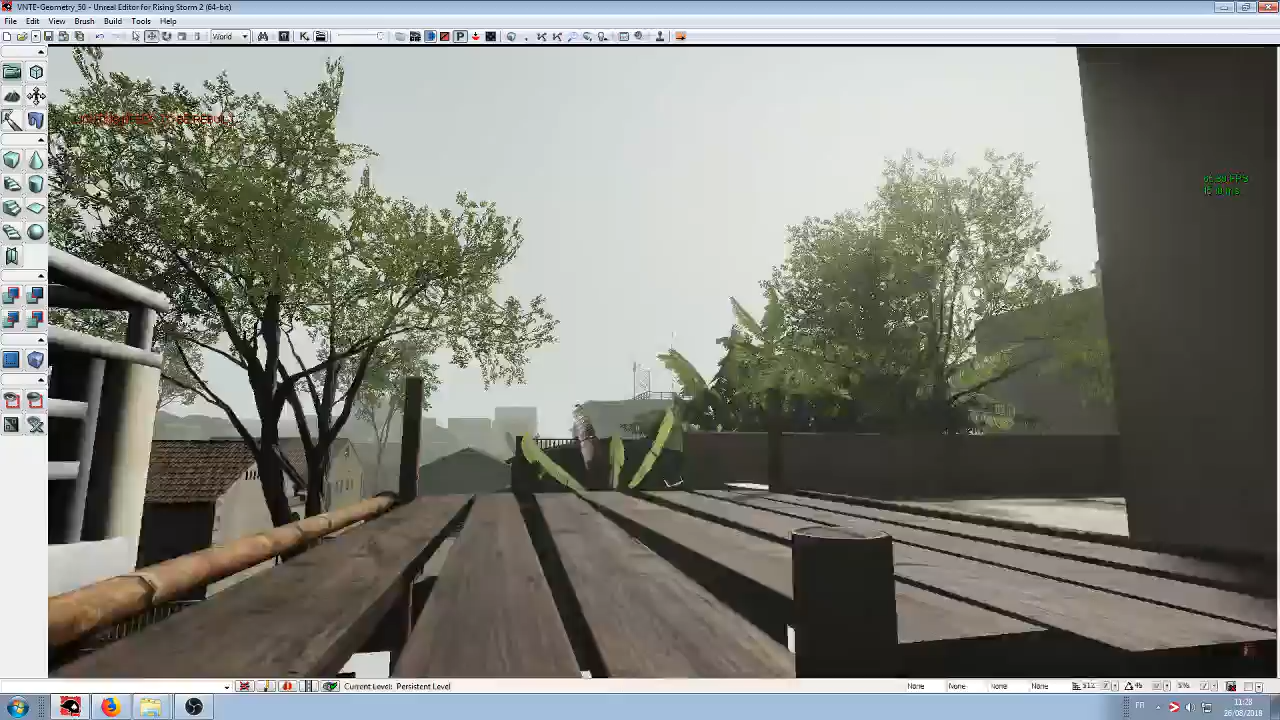 VNTE-Geometry_50 - Unreal Editor for Rising Storm 2 (64-bit)
File Edit View Brush Build Tools Help
World
Current Level: Persistent Level
None None None None
FR
11:28
26/08/2018